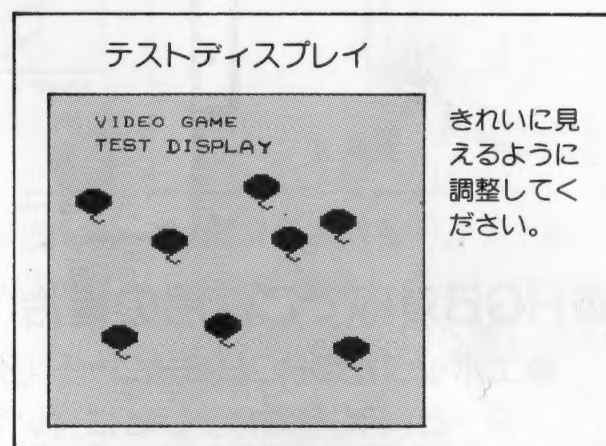 テストディスプレイ
VIDEO GAME
TEST DISPLAY
きれいに見
えるように
調整してく
ださい。